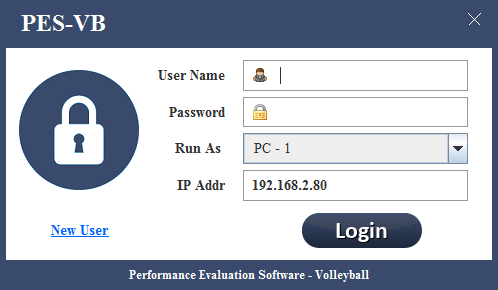 PES-VB
User Name
Password
Run As PC - 1
IP Addr 192.168.2.80
New User Login
Performance Evaluation Software - Volleyball